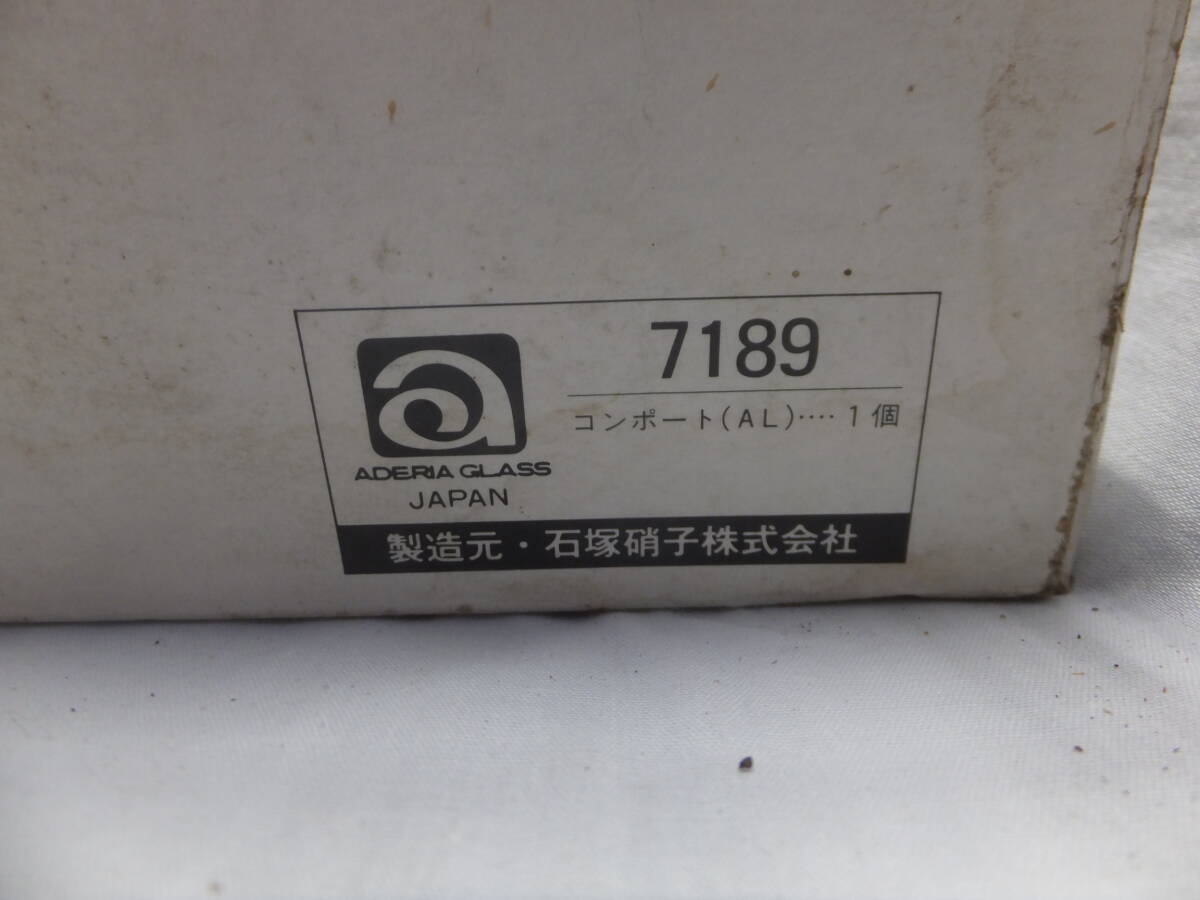 7189
コンポート(AL)‥‥1個
ADERIA GLASS
JAPAN
製造元・石塚硝子株式会社